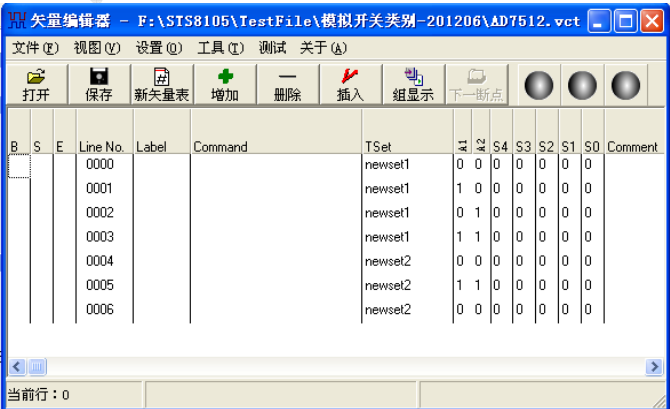 矢量编辑器 - F:\STS8105\TestFile\模拟开关类别-201206\AD7512.vct
文件(F) 视图(V) 设置(O) 工具(T) 测试 关于(A)
打开 保存 新矢量表 增加 删除 插入 组显示 下一断点
B S E Line No. Label Command TSet A1 A2 S4 S3 S2 S1 S0 Comment
0000 newset1 0 0 0 0 0 0 0
0001 newset1 1 0 0 0 0 0 0
0002 newset1 0 1 0 0 0 0 0
0003 newset1 1 1 0 0 0 0 0
0004 newset2 0 0 0 0 0 0 0
0005 newset2 1 1 0 0 0 0 0
0006 newset2 0 0 0 0 0 0 0
当前行：0